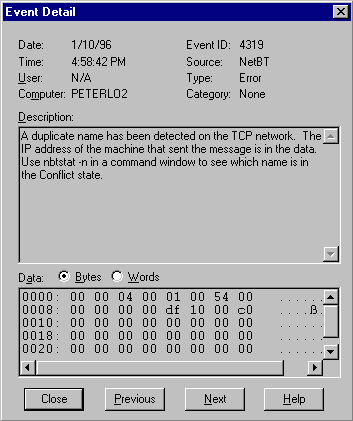 Event Detail
Date: 1/10/96 Event ID: 4319
Time: 4:58:42 PM Source: NetBT
User: N/A Type: Error
Computer: PETERLO2 Category: None
Description:
A duplicate name has been detected on the TCP network.  The
IP address of the machine that sent the message is in the data.
Use nbtstat -n in a command window to see which name is in
the Conflict state.
Data: Bytes Words
0000: 00 00 04 00 01 00 54 00 ......
0008: 00 00 00 00 df 10 00 c0 ....ß.
0010: 00 00 00 00 00 00 00 00 ......
0018: 00 00 00 00 00 00 00 00 ......
0020: 00 00 00 00 00 00 00 00 ......
Close Previous Next Help